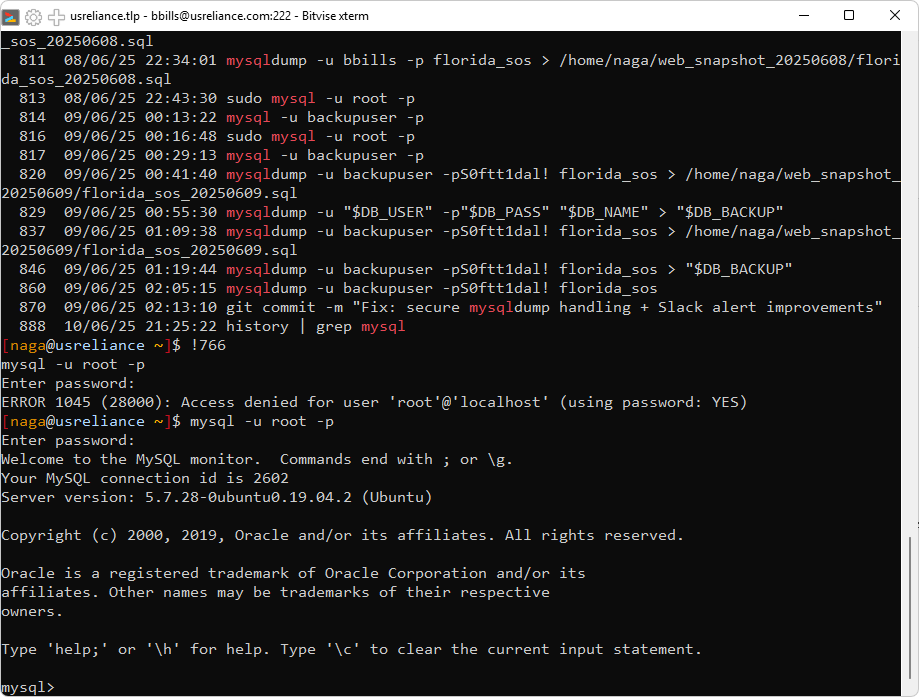 usreliance.tlp - bbills@usreliance.com:222 - Bitvise xterm
_sos_20250608.sql
  811  08/06/25 22:34:01 mysqldump -u bbills -p florida_sos > /home/naga/web_snapshot_20250608/flori
da_sos_20250608.sql
  813  08/06/25 22:43:30 sudo mysql -u root -p
  814  09/06/25 00:13:22 mysql -u backupuser -p
  816  09/06/25 00:16:48 sudo mysql -u root -p
  817  09/06/25 00:29:13 mysql -u backupuser -p
  820  09/06/25 00:41:40 mysqldump -u backupuser -pS0ftt1dal! florida_sos > /home/naga/web_snapshot_
20250609/florida_sos_20250609.sql
  829  09/06/25 00:55:30 mysqldump -u "$DB_USER" -p"$DB_PASS" "$DB_NAME" > "$DB_BACKUP"
  837  09/06/25 01:09:38 mysqldump -u backupuser -pS0ftt1dal! florida_sos > /home/naga/web_snapshot_
20250609/florida_sos_20250609.sql
  846  09/06/25 01:19:44 mysqldump -u backupuser -pS0ftt1dal! florida_sos > "$DB_BACKUP"
  860  09/06/25 02:05:15 mysqldump -u backupuser -pS0ftt1dal! florida_sos
  870  09/06/25 02:13:10 git commit -m "Fix: secure mysqldump handling + Slack alert improvements"
  888  10/06/25 21:25:22 history | grep mysql
[naga@usreliance ~]$ !766
mysql -u root -p
Enter password:
ERROR 1045 (28000): Access denied for user 'root'@'localhost' (using password: YES)
[naga@usreliance ~]$ mysql -u root -p
Enter password:
Welcome to the MySQL monitor.  Commands end with ; or \g.
Your MySQL connection id is 2602
Server version: 5.7.28-0ubuntu0.19.04.2 (Ubuntu)
Copyright (c) 2000, 2019, Oracle and/or its affiliates. All rights reserved.
Oracle is a registered trademark of Oracle Corporation and/or its
affiliates. Other names may be trademarks of their respective
owners.
Type 'help;' or '\h' for help. Type '\c' to clear the current input statement.
mysql>